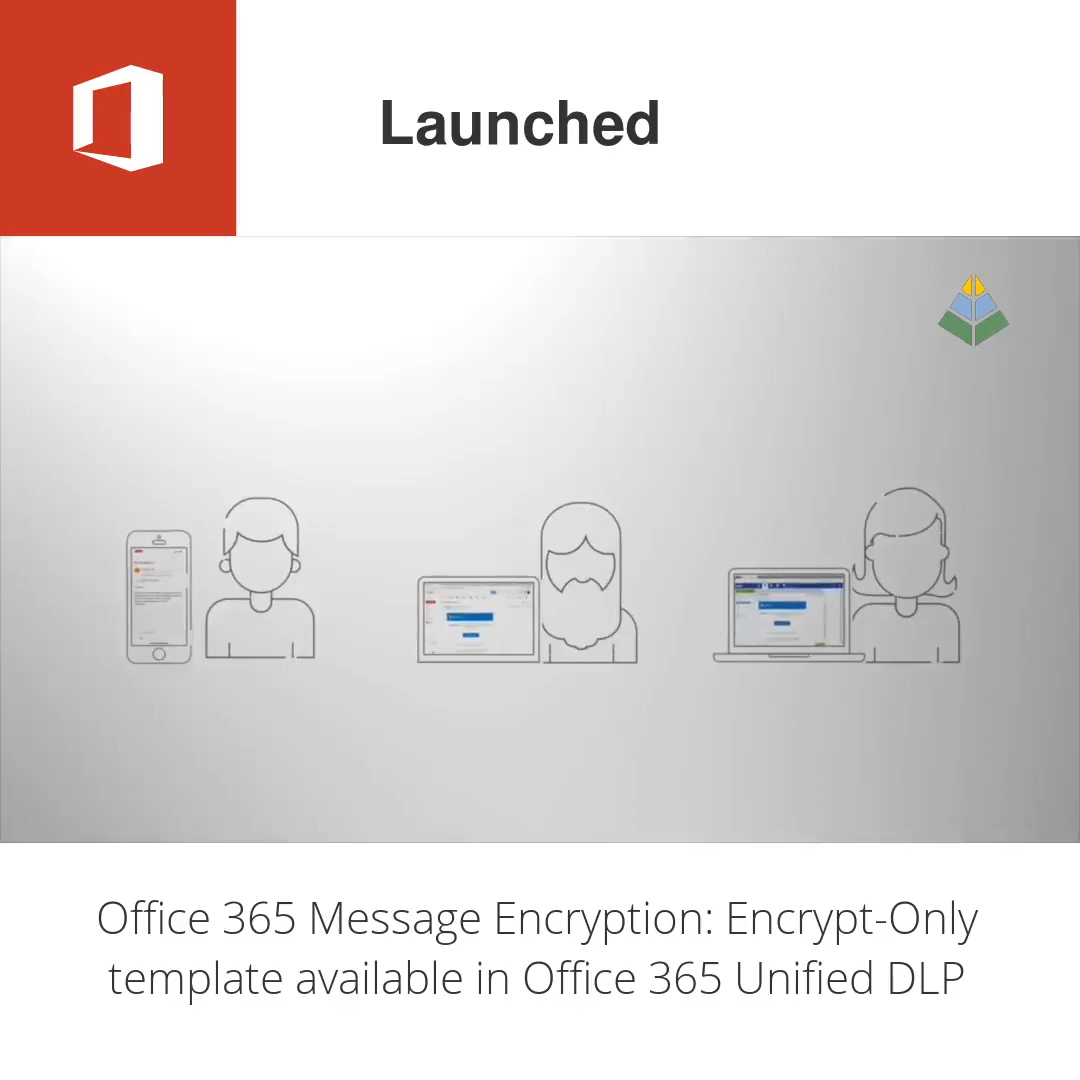 Launched
Office 365 Message Encryption: Encrypt-Only
template available in Office 365 Unified DLP